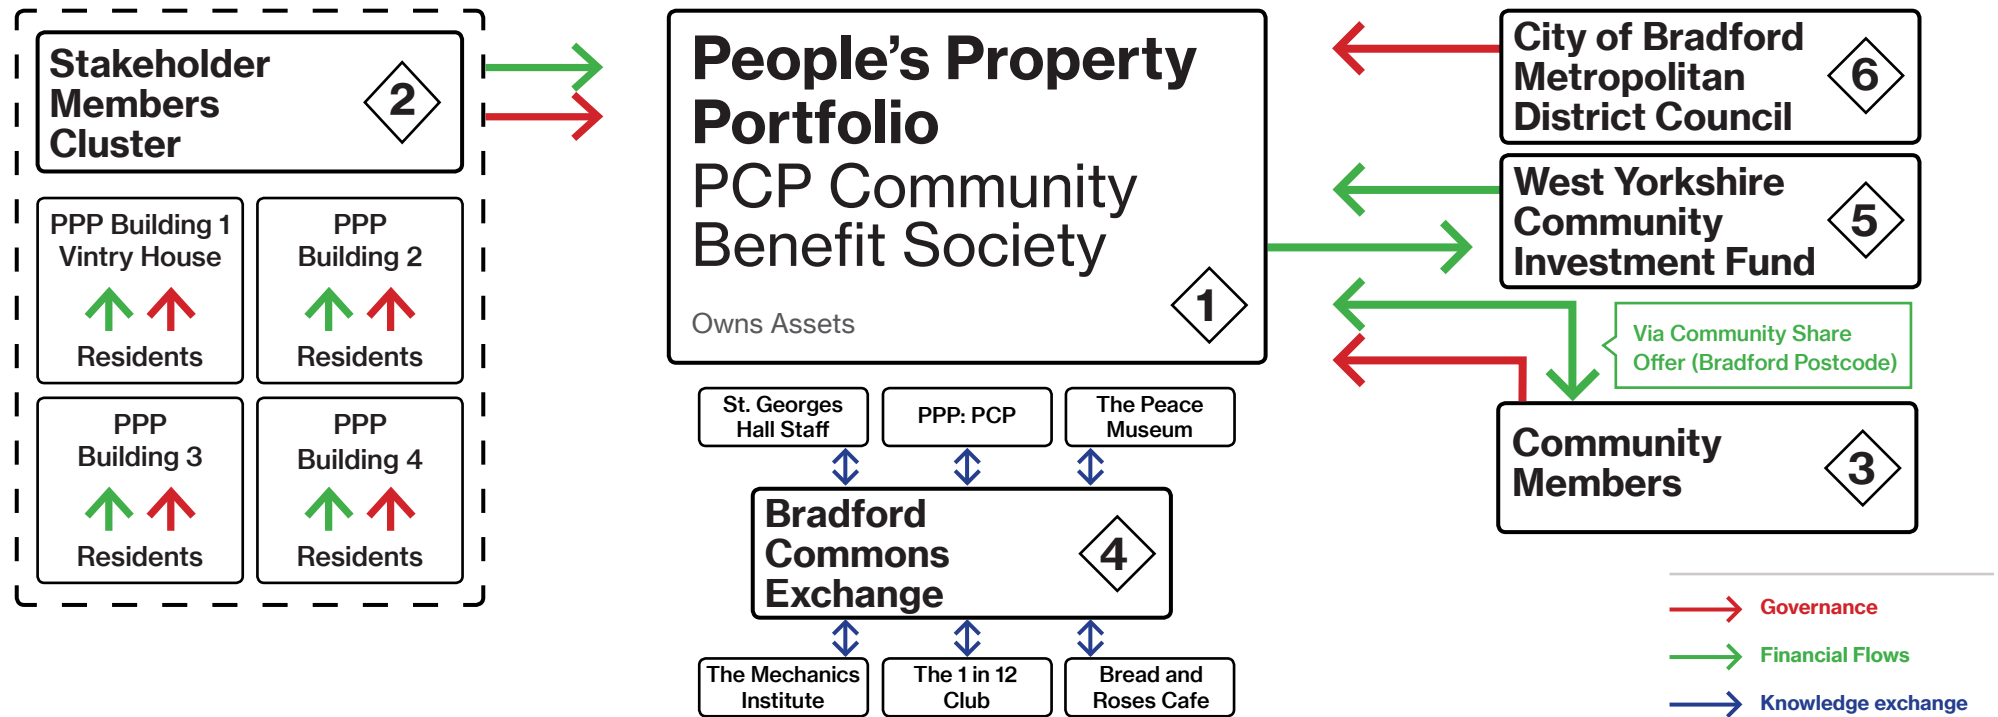 Stakeholder
Members
Cluster
2
PPP Building 1
Vintry House
Residents
PPP
Building 2
Residents
PPP
Building 3
Residents
PPP
Building 4
Residents
People’s Property
Portfolio
PCP Community
Benefit Society
Owns Assets
1
St. Georges
Hall Staff
PPP: PCP
The Peace
Museum
Bradford
Commons
Exchange
4
The Mechanics
Institute
The 1 in 12
Club
Bread and
Roses Cafe
City of Bradford
Metropolitan
District Council
6
West Yorkshire
Community
Investment Fund
5
Via Community Share
Offer (Bradford Postcode)
Community
Members
3
Governance
Financial Flows
Knowledge exchange